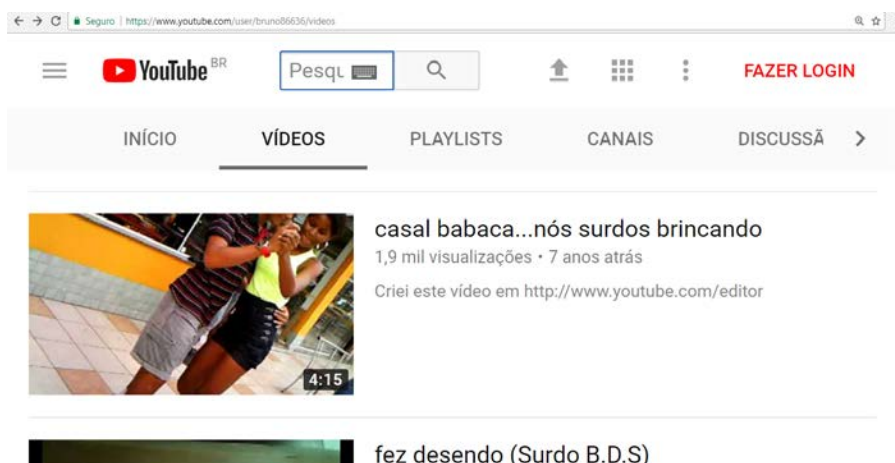 Seguro | https://www.youtube.com/user/bruno86636/videos
YouTube BR
Pesqu
FAZER LOGIN
INÍCIO VÍDEOS PLAYLISTS CANAIS DISCUSSÃ
casal babaca...nós surdos brincando
1,9 mil visualizações • 7 anos atrás
Criei este vídeo em http://www.youtube.com/editor
4:15
fez desendo (Surdo B.D.S)